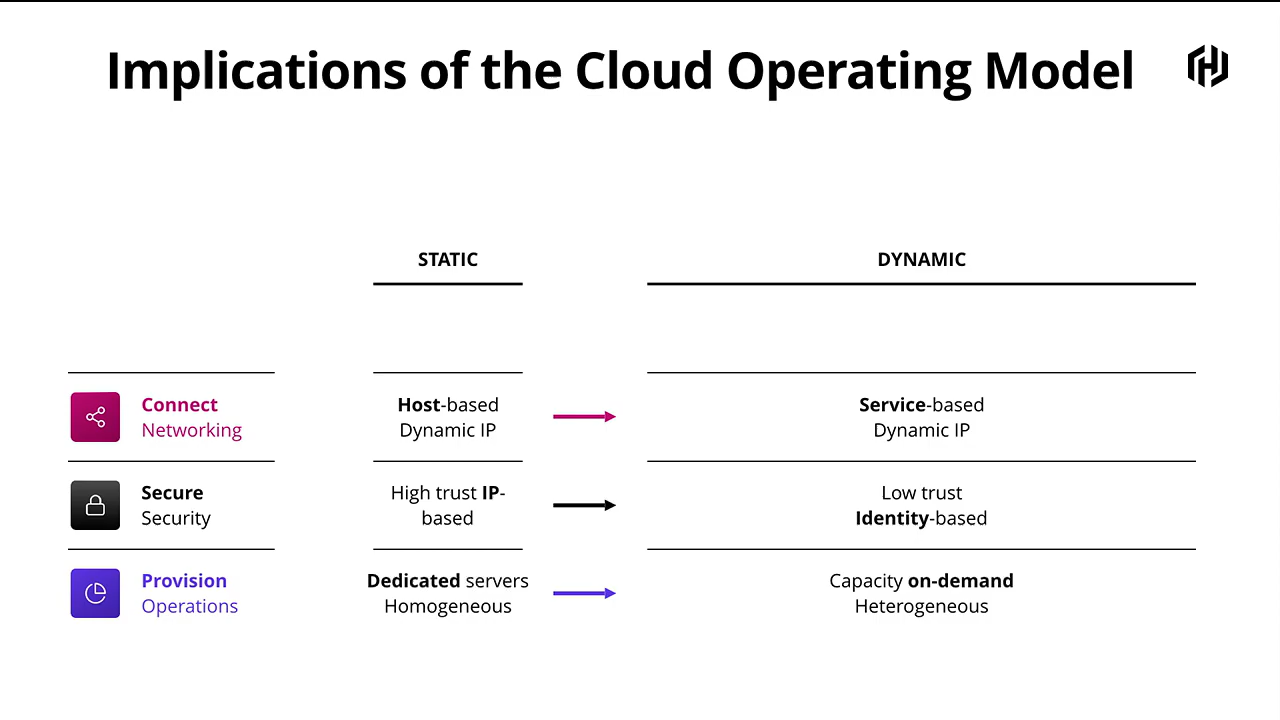 Implications of the Cloud Operating Model
STATIC
DYNAMIC
Connect
Networking
Host-based
Dynamic IP
Service-based
Dynamic IP
Secure
Security
High trust IP-
based
Low trust
Identity-based
Provision
Operations
Dedicated servers
Homogeneous
Capacity on-demand
Heterogeneous